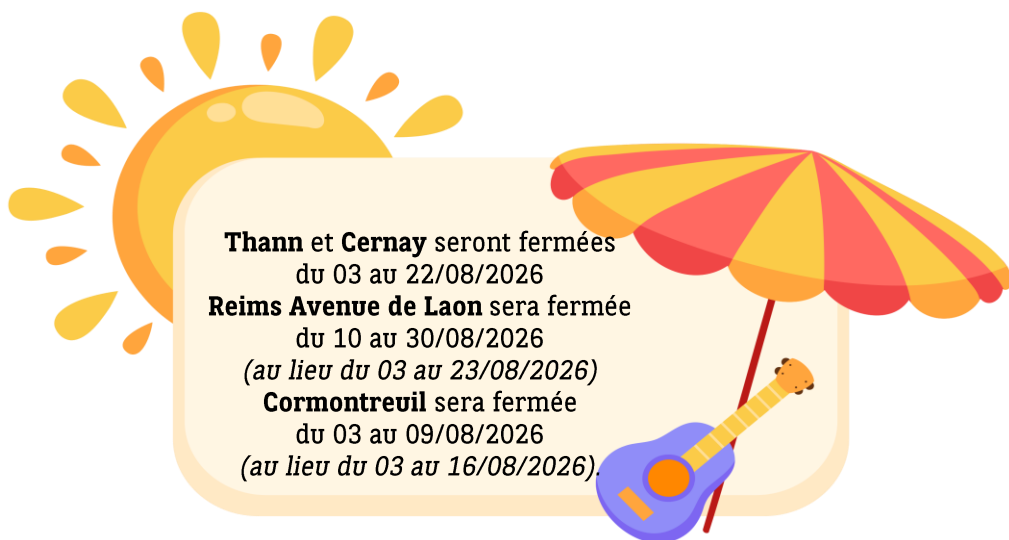 Thann et Cernay seront fermées
du 03 au 22/08/2026
Reims Avenue de Laon sera fermée
du 10 au 30/08/2026
(au lieu du 03 au 23/08/2026)
Cormontreuil sera fermée
du 03 au 09/08/2026
(au lieu du 03 au 16/08/2026).